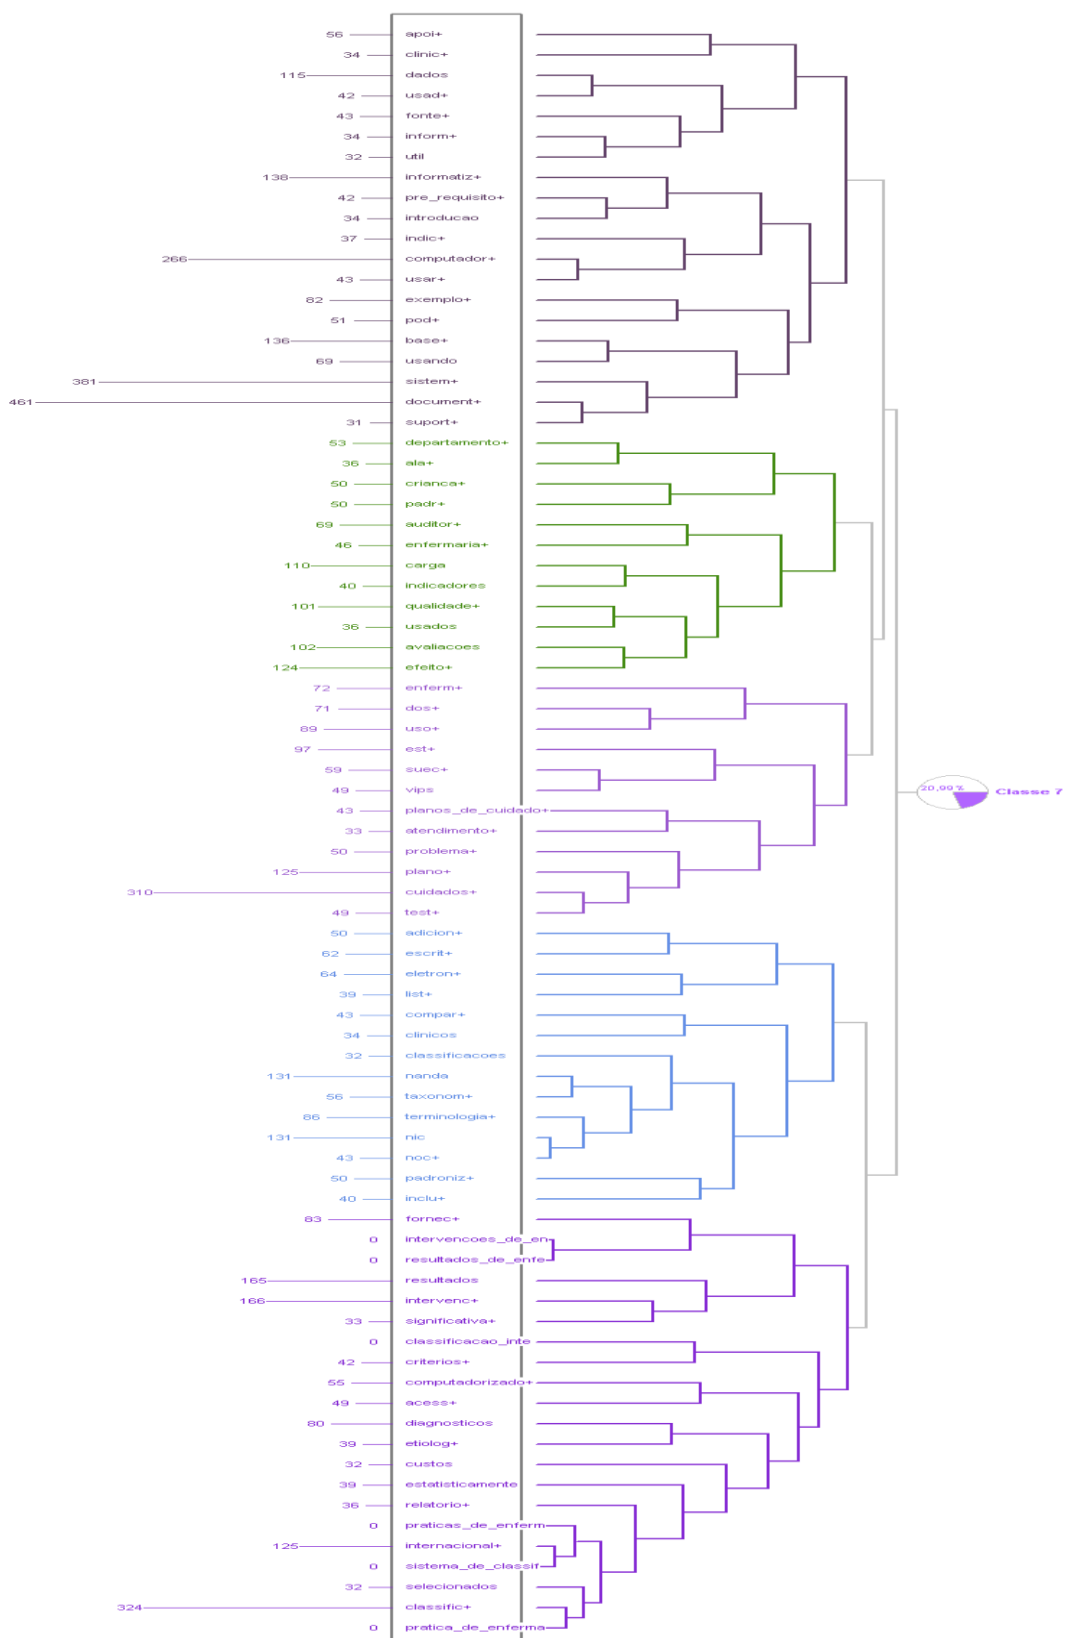 56 apoi+
34 clinic+
115 dados
42 usad+
43 fonte+
34 inform+
32 util
138 informatiz+
42 pre_requisito+
34 introducao
37 indic+
266 computador+
43 usar+
82 exemplo+
51 pod+
136 base+
69 usando
381 sistem+
461 document+
31 suport+
53 departamento+
36 ala+
50 crianca+
50 padr+
69 auditor+
46 enfermaria+
110 carga
40 indicadores
101 qualidade+
36 usados
102 avaliacoes
124 efeito+
72 enferm+
71 dos+
89 uso+
97 est+
59 suec+
49 vips
20,99 % Classe 7
43 planos_de_cuidado+
33 atendimento+
50 problema+
125 plano+
310 cuidados+
49 test+
50 adicion+
62 escrit+
64 eletron+
39 list+
43 compar+
34 clinicos
32 classificacoes
131 nanda
56 taxonom+
86 terminologia+
131 nic
43 noc+
50 padroniz+
40 inclu+
83 fornec+
0 intervencoes_de_en
0 resultados_de_enfe
165 resultados
166 intervenc+
33 significativa+
0 classificacao_inte
42 criterios+
55 computadorizado+
49 acess+
80 diagnosticos
39 etiolog+
32 custos
39 estatisticamente
36 relatorio+
0 praticas_de_enferm
125 internacional+
0 sistema_de_classif
32 selecionados
324 classific+
0 pratica_de_enferma